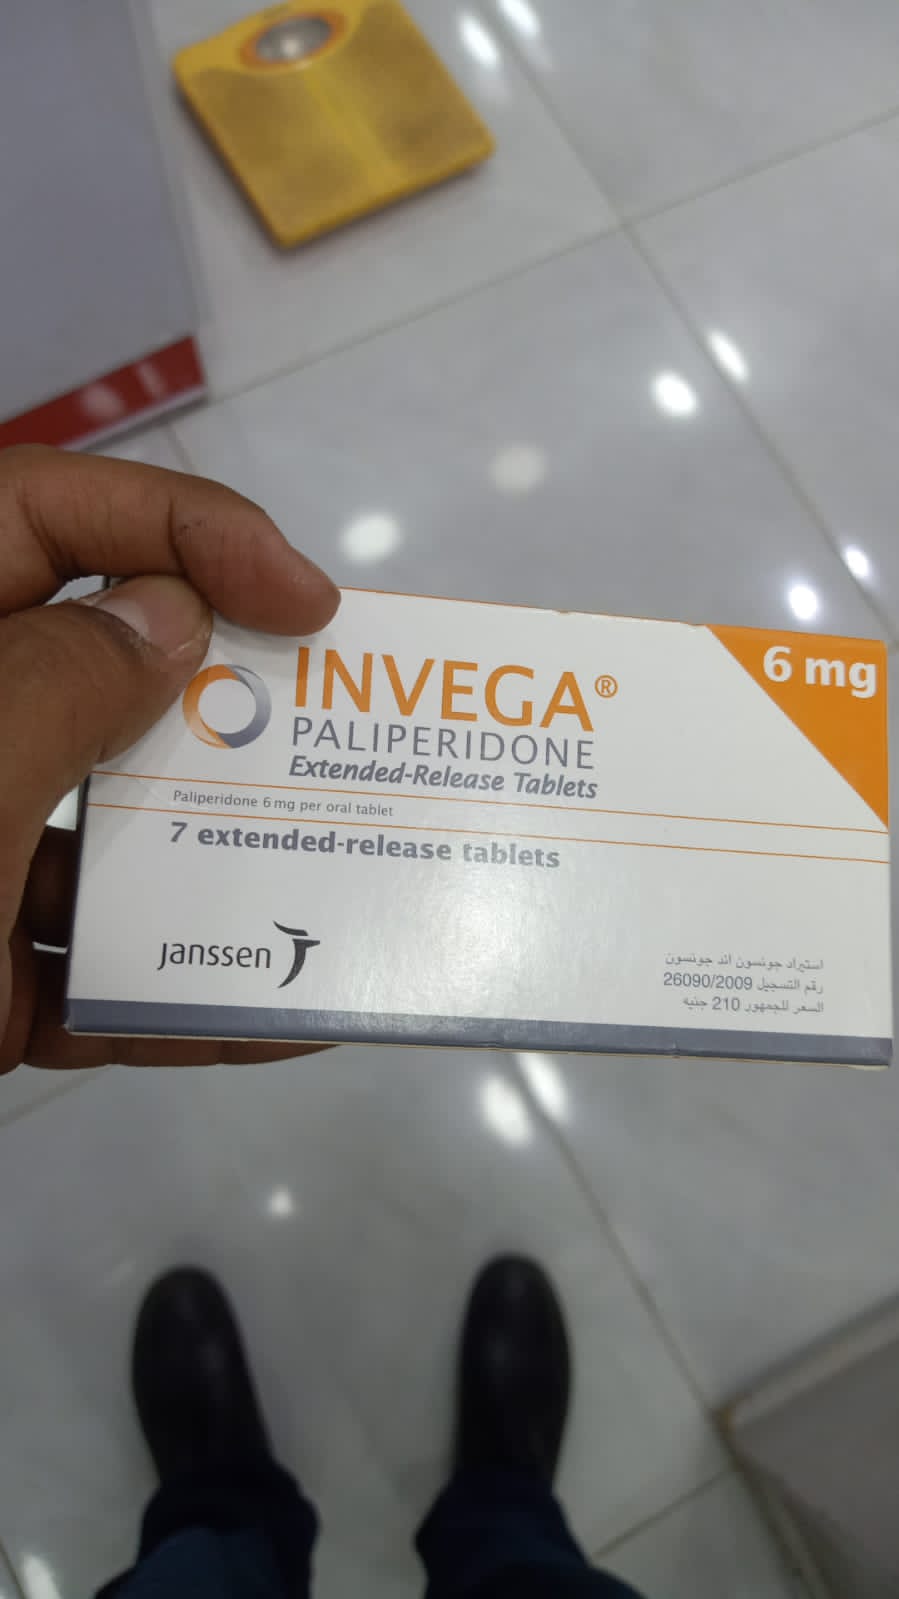 INVEGA®
6 mg
PALIPERIDONE
Extended-Release Tablets
Paliperidone 6 mg per oral tablet
7 extended-release tablets
janssen
استيراد جونسون اند جونسون
رقم التسجيل 26090/2009
السعر للجمهور 210 جنيه